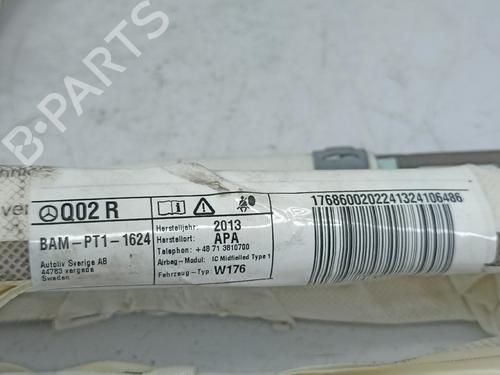 B-PARTS
Q02 R
BAM-PT1-1624
Autoliv Sverige AB
44783 vargada
Sweden
Herstelljahr: 2013
Herstellort: APA
Telephon: +48 71 3810700
Airbag-Modul: IC Midfielled Type 1
Fahrzeug-Typ: W176
1768600202241324106486